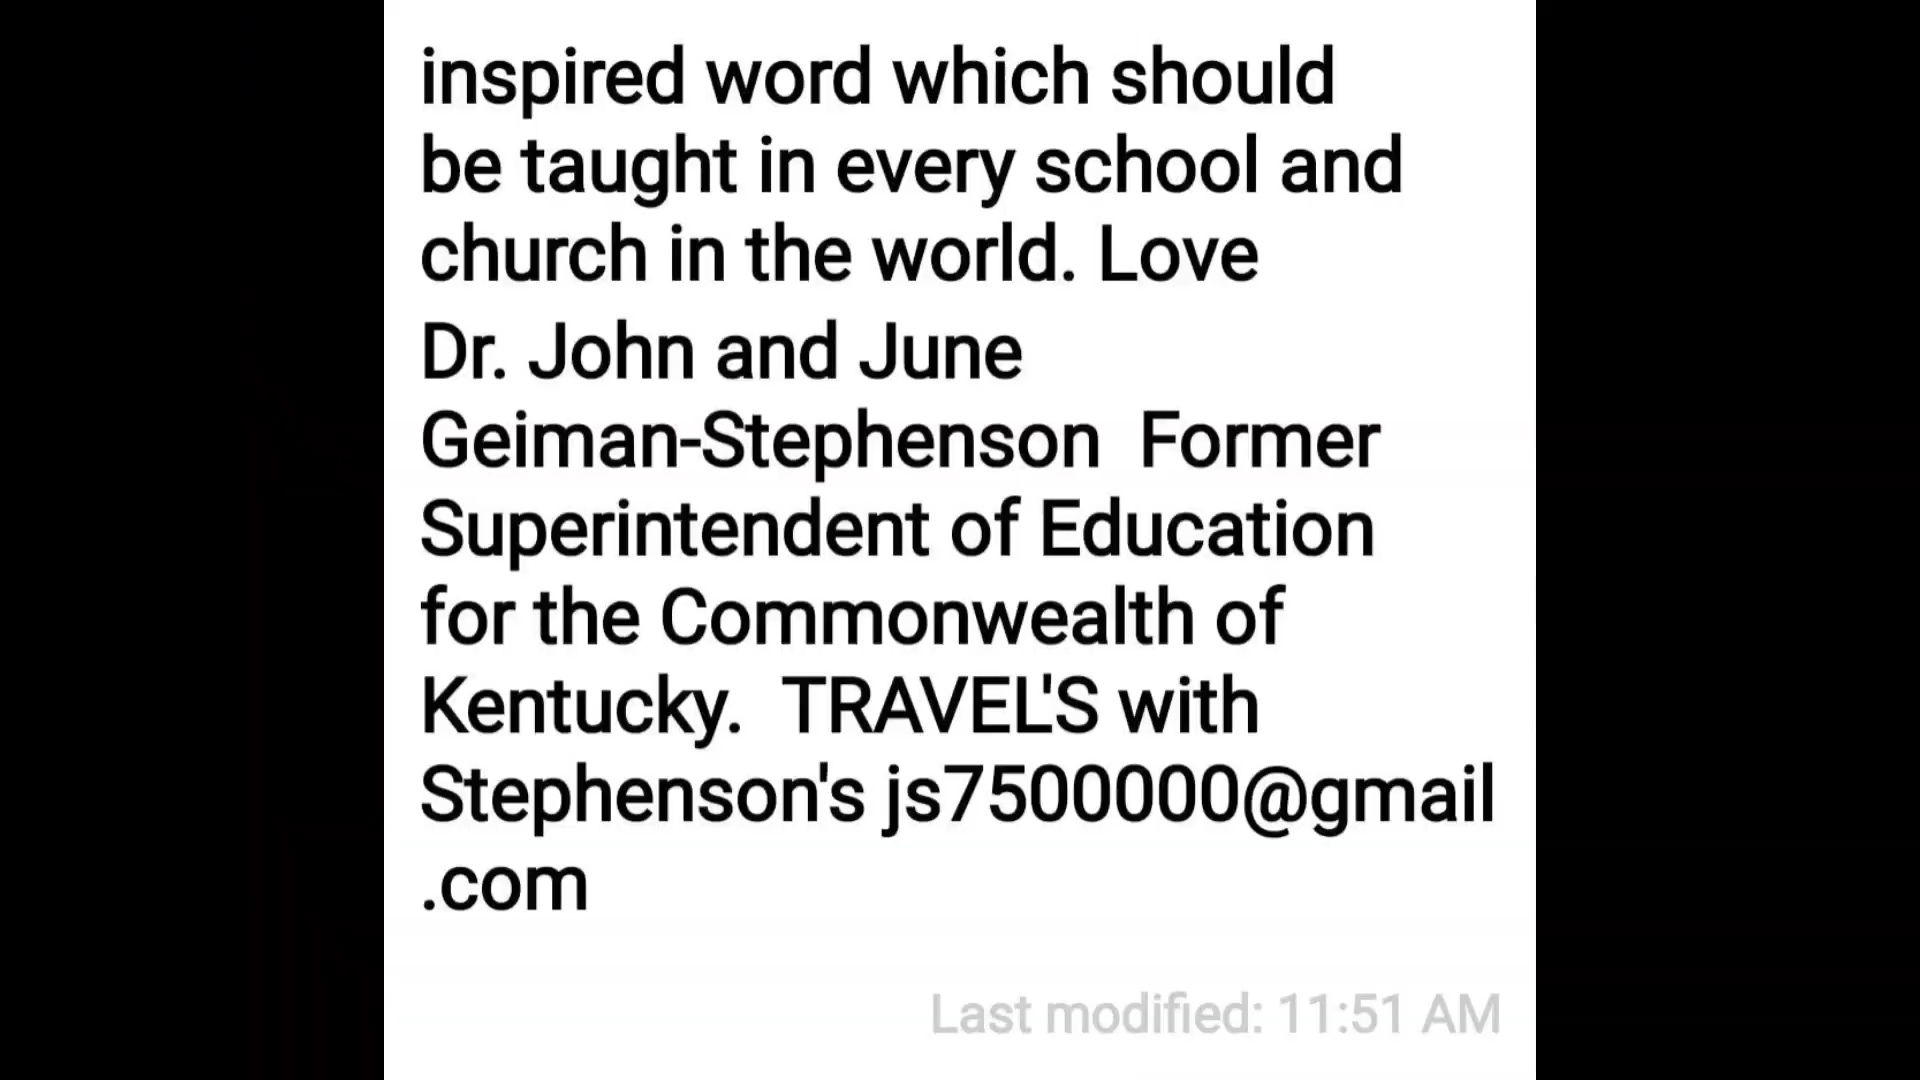 inspired word which should
be taught in every school and
church in the world. Love
Dr. John and June
Geiman-Stephenson  Former
Superintendent of Education
for the Commonwealth of
Kentucky.  TRAVEL'S with
Stephenson's js7500000@gmail
.com
Last modified: 11:51 AM